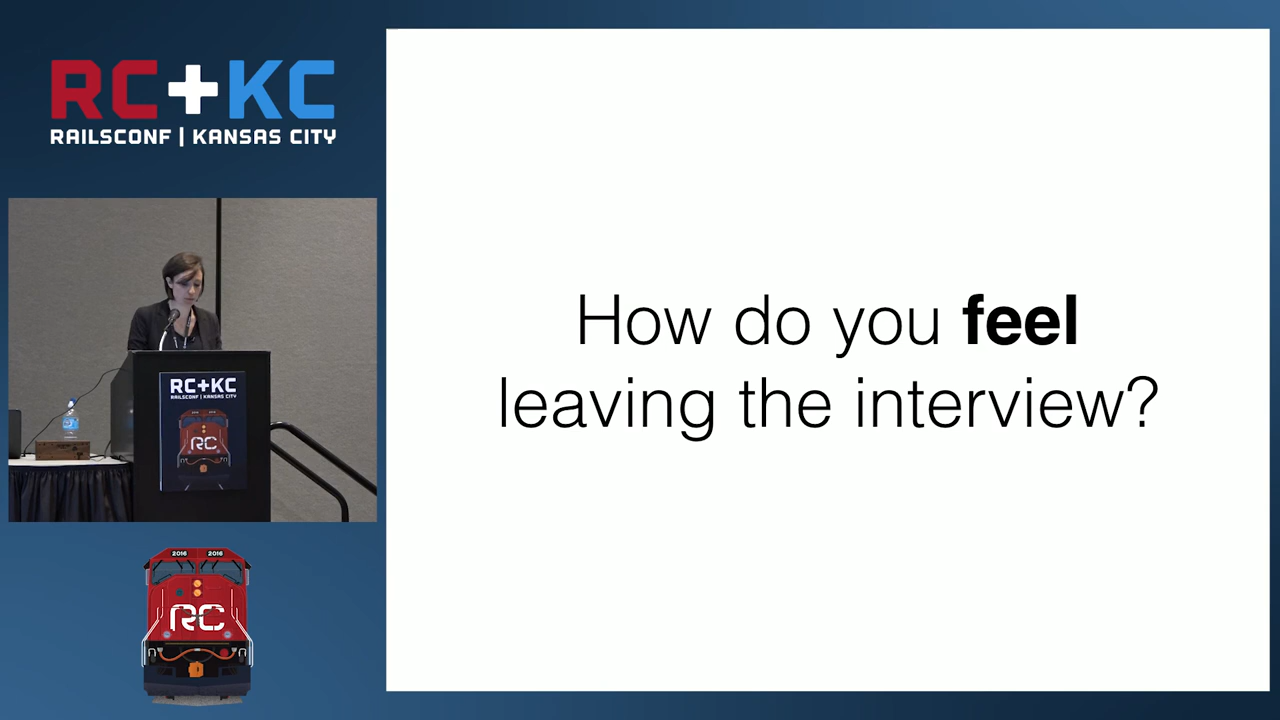 RC+KC
RAILSCONF | KANSAS CITY
How do you feel
leaving the interview?
RC+KC
RAILSCONF | KANSAS CITY
RC
2016 2016
RC